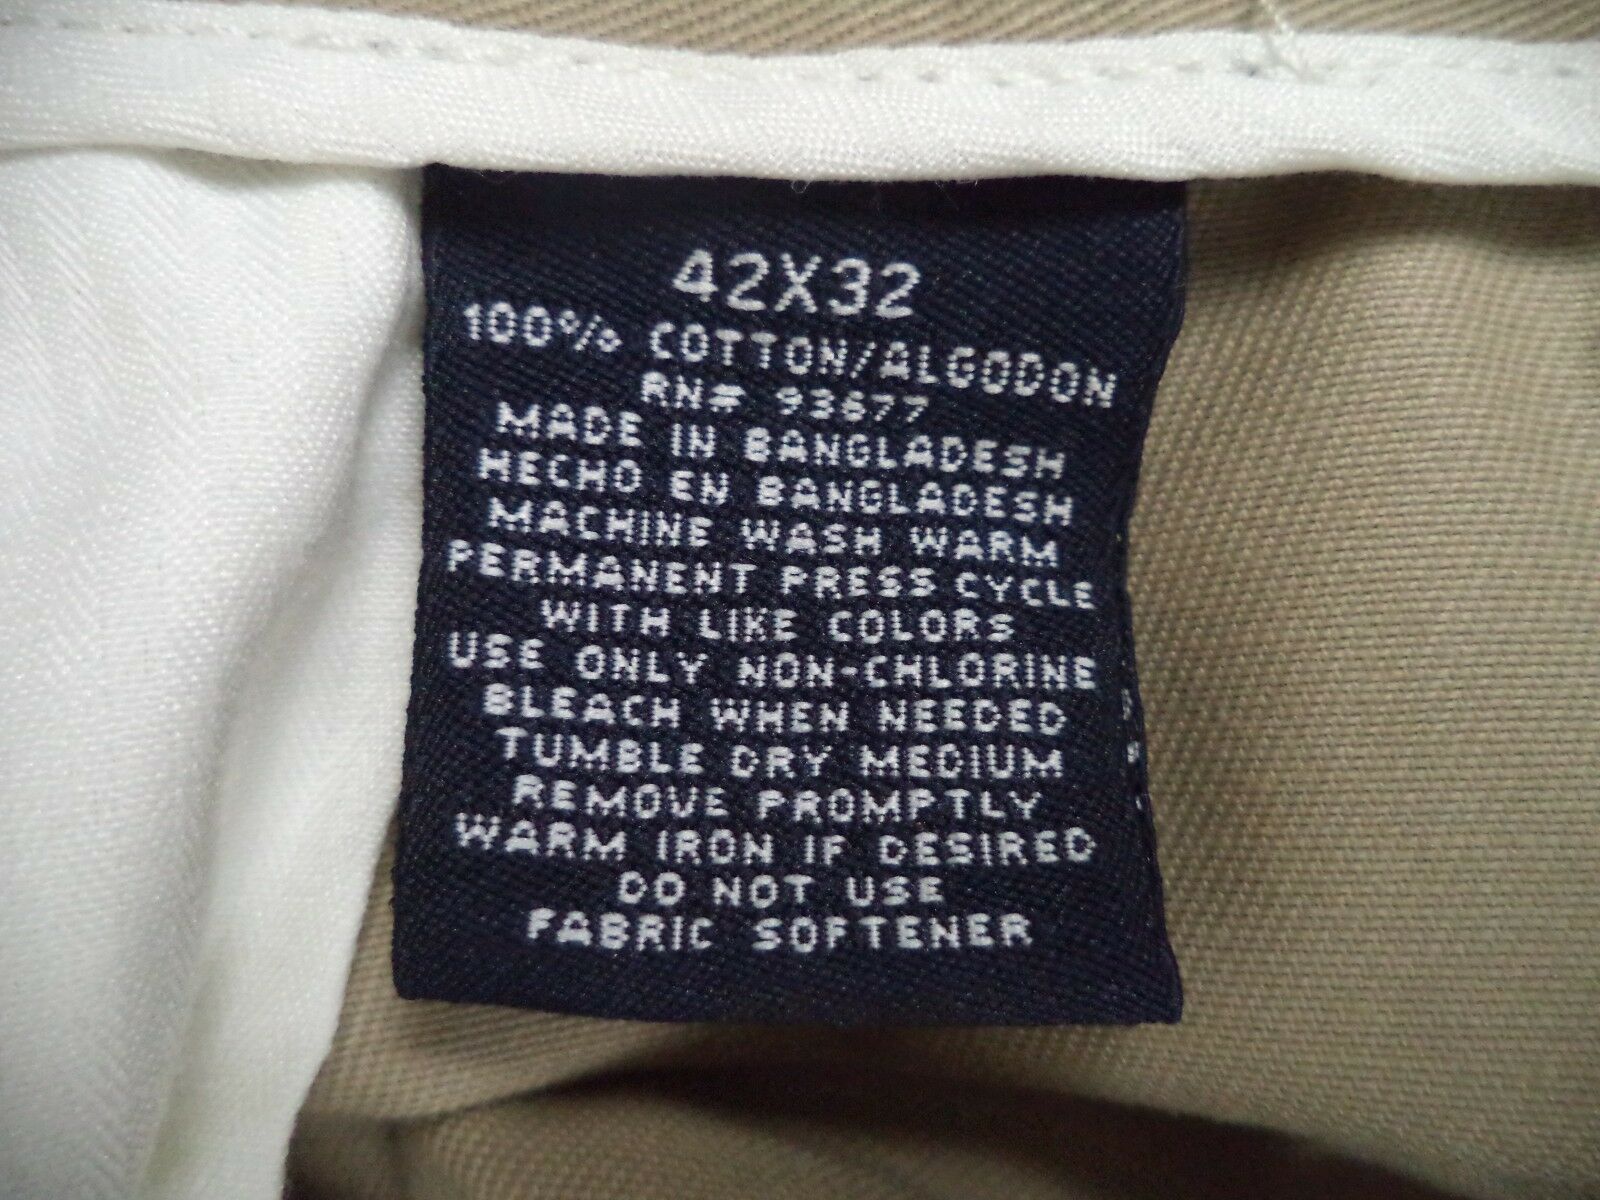 42X32
100% COTTON/ALGODON
RN# 93677
MADE IN BANGLADESH
HECHO EN BANGLADESH
MACHINE WASH WARM
PERMANENT PRESS CYCLE
WITH LIKE COLORS
USE ONLY NON-CHLORINE
BLEACH WHEN NEEDED
TUMBLE DRY MEDIUM
REMOVE PROMPTLY
WARM IRON IF DESIRED
DO NOT USE
FABRIC SOFTENER